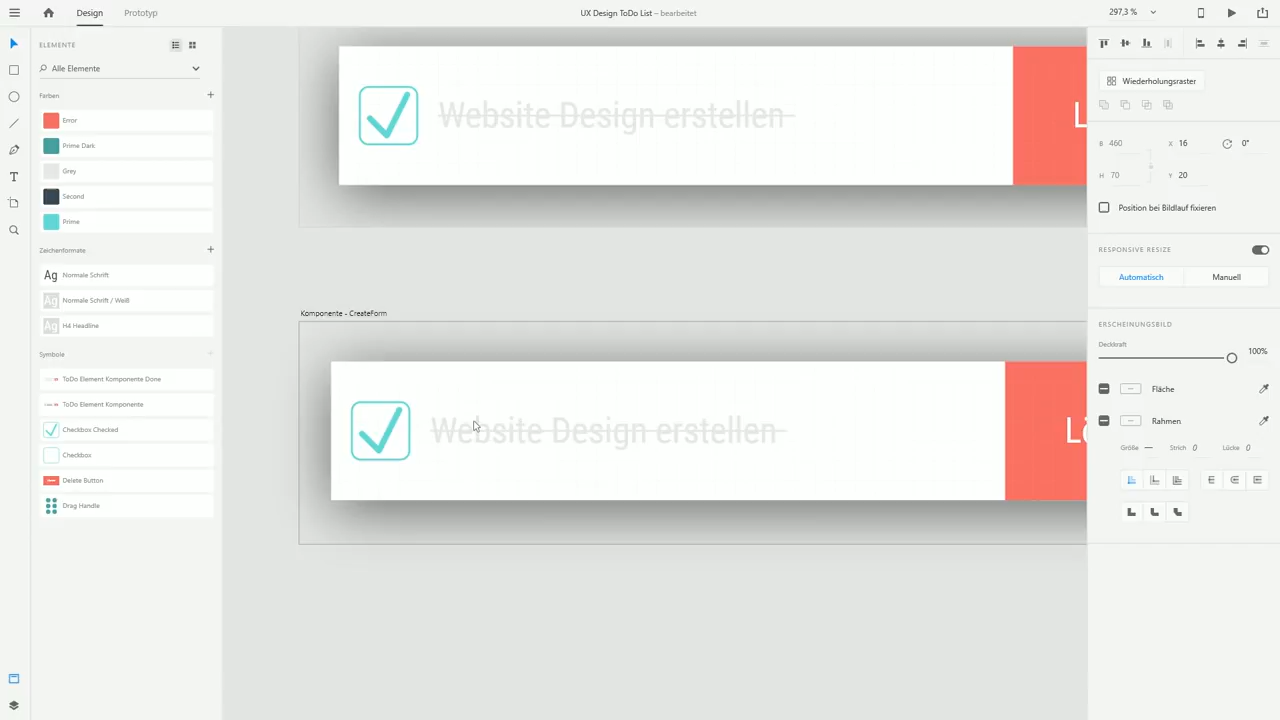 Design
Prototyp
UX Design ToDo List – bearbeitet
297,3 %
ELEMENTE
Alle Elemente
Farben
Error
Prime Dark
Grey
Second
Prime
Zeichenformate
Ag Normale Schrift
Ag Normale Schrift / Weiß
Ag H4 Headline
Symbole
ToDo Element Komponente Done
ToDo Element Komponente
Checkbox Checked
Checkbox
Delete Button
Drag Handle
Website Design erstellen
L
Komponente - CreateForm
Website Design erstellen
Lö
Wiederholungsraster
B 460 X 16 0°
H 70 Y 20
Position bei Bildlauf fixieren
RESPONSIVE RESIZE
Automatisch Manuell
ERSCHEINUNGSBILD
Deckkraft
100%
Fläche
Rahmen
Größe — Strich 0 Lücke 0